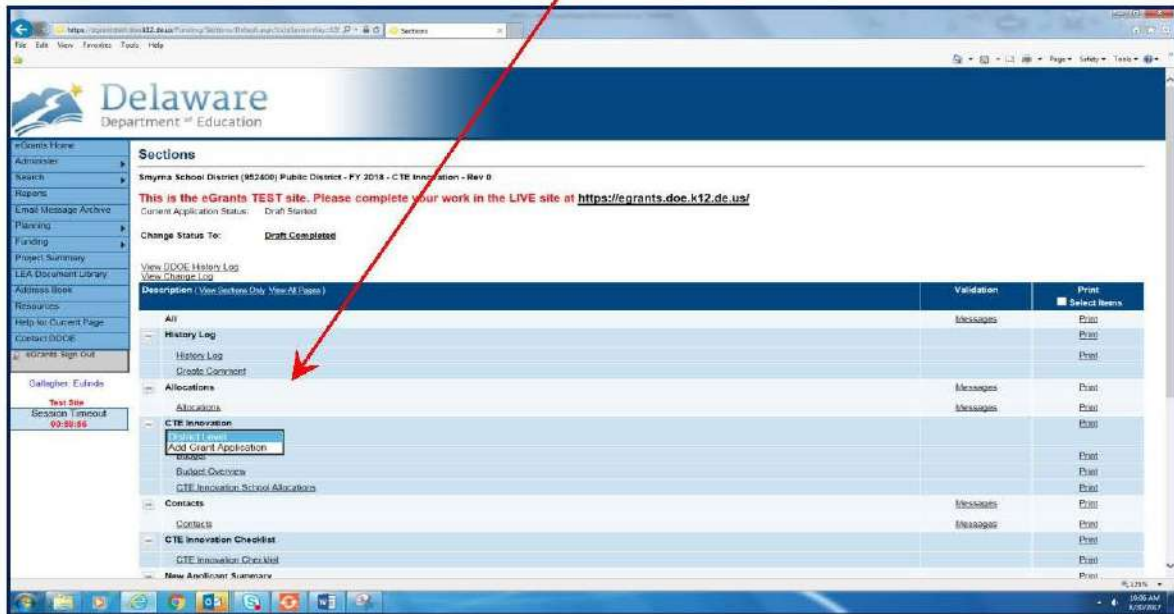 Sections
File Edit View Favorites Tools Help
Page Safety Tools
Delaware
Department of Education
eGrants Home
Administer
Search
Reports
Email Message Archive
Planning
Funding
Project Summary
LEA Document Library
Address Book
Resources
Help for Current Page
Contact DDOE
eGrants Sign Out
Gallagher, Eulinda
Test Site
Session Timeout
Sections
Smyrna School District (952400) Public District - FY 2018 - CTE Innovation - Rev 0
This is the eGrants TEST site. Please complete your work in the LIVE site at https://egrants.doe.k12.de.us/
Current Application Status: Draft Started
Change Status To: Draft Completed
View DDOE History Log
View Change Log
Description ( View Sections Only View All Pages ) Validation Print
Select Items
All Messages Print
History Log Print
History Log Print
Create Comment
Allocations Messages Print
Allocations Messages Print
CTE Innovation Print
District Level
Add Grant Application
Budget Print
Budget Overview Print
CTE Innovation School Allocations Print
Contacts Messages Print
Contacts Messages Print
CTE Innovation Checklist Print
CTE Innovation Checklist Print
New Applicant Summary Print
10:06 AM